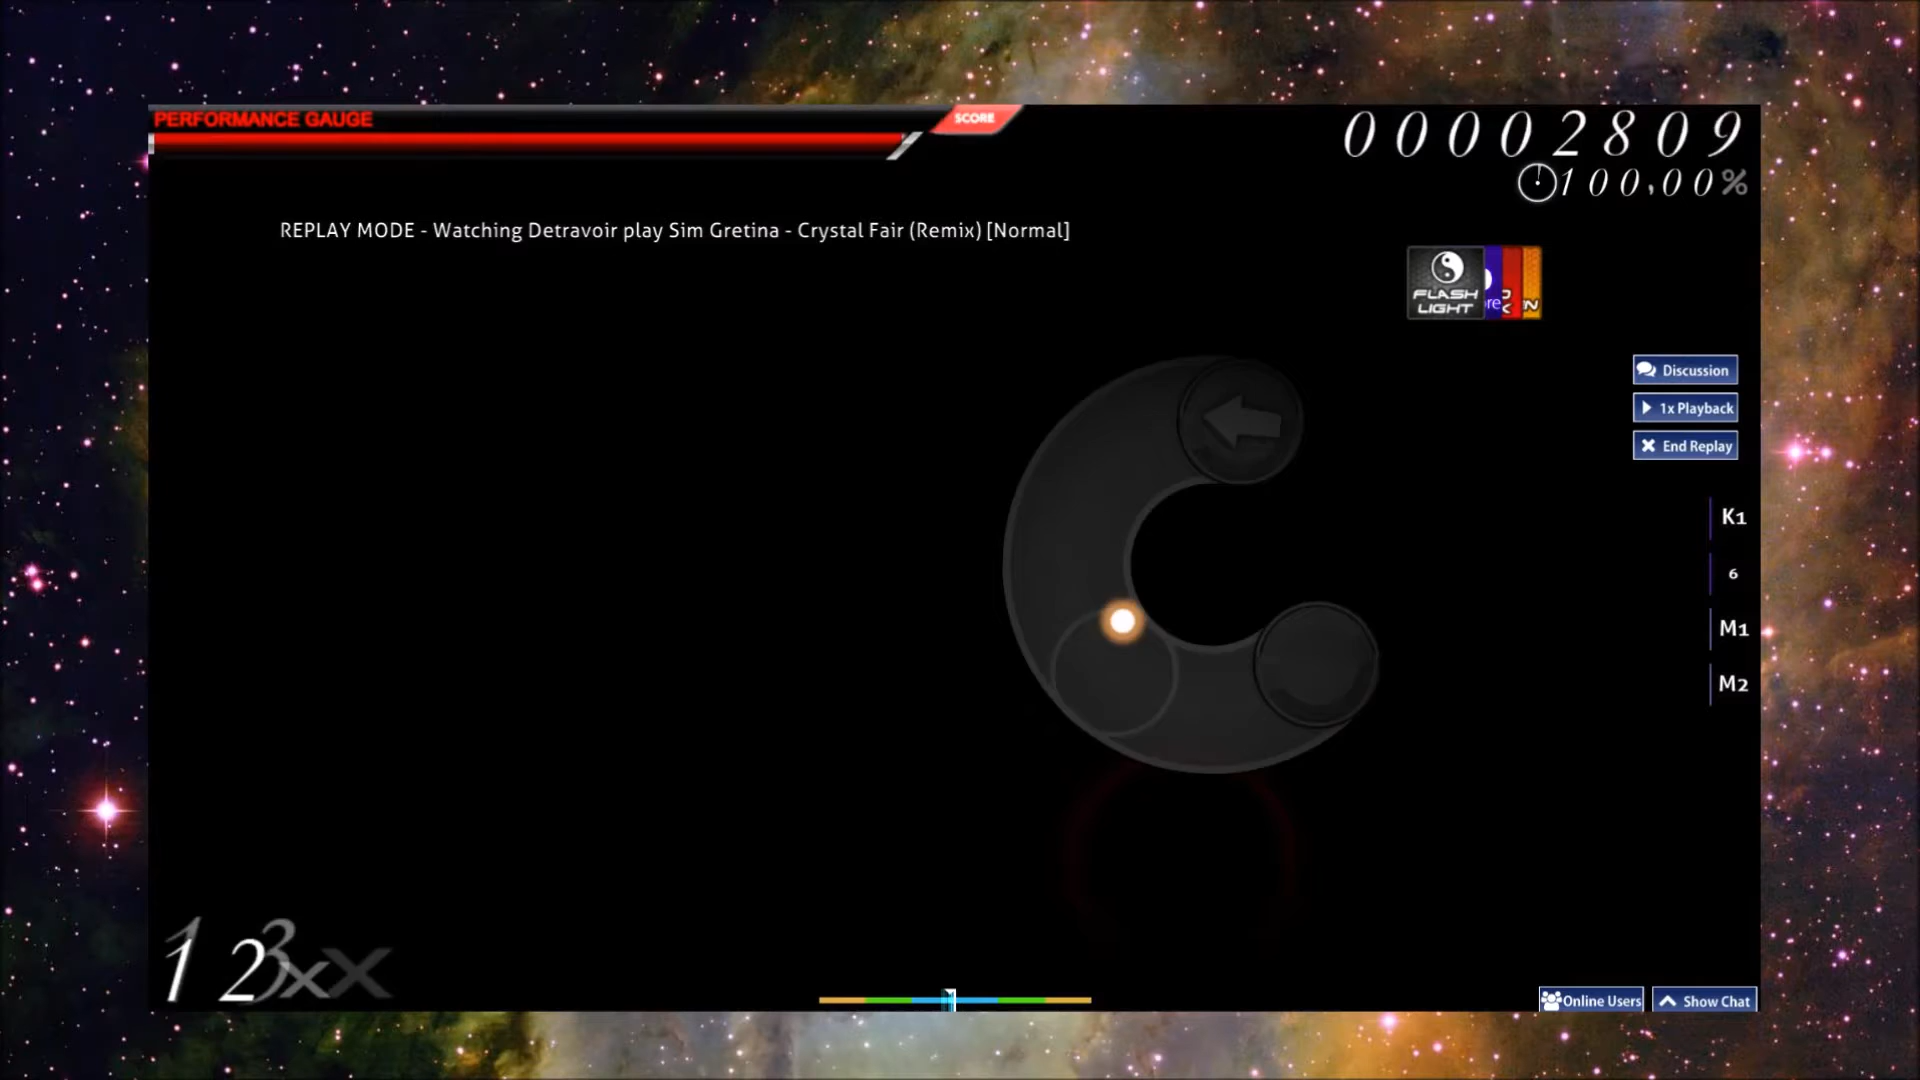 PERFORMANCE GAUGE
SCORE
00002809
100.00%
REPLAY MODE - Watching Detravoir play Sim Gretina - Crystal Fair (Remix) [Normal]
FLASH
LIGHT
Discussion
1x Playback
End Replay
K1
6
M1
M2
12x
Online Users
Show Chat